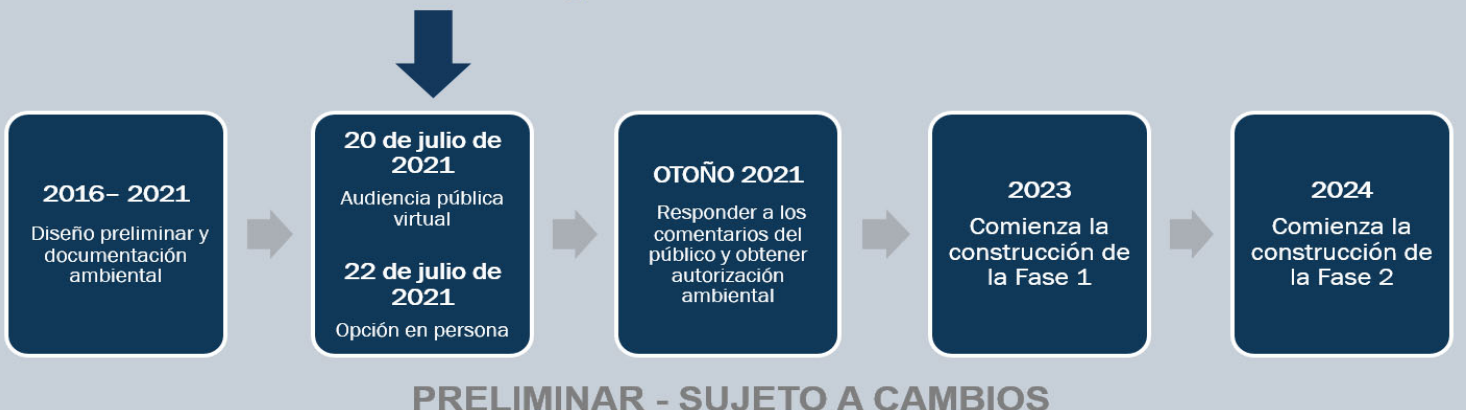 2016– 2021
Diseño preliminar y
documentación
ambiental
20 de julio de
2021
Audiencia pública
virtual
22 de julio de
2021
Opción en persona
OTOÑO 2021
Responder a los
comentarios del
público y obtener
autorización
ambiental
2023
Comienza la
construcción de
la Fase 1
2024
Comienza la
construcción de
la Fase 2
PRELIMINAR - SUJETO A CAMBIOS